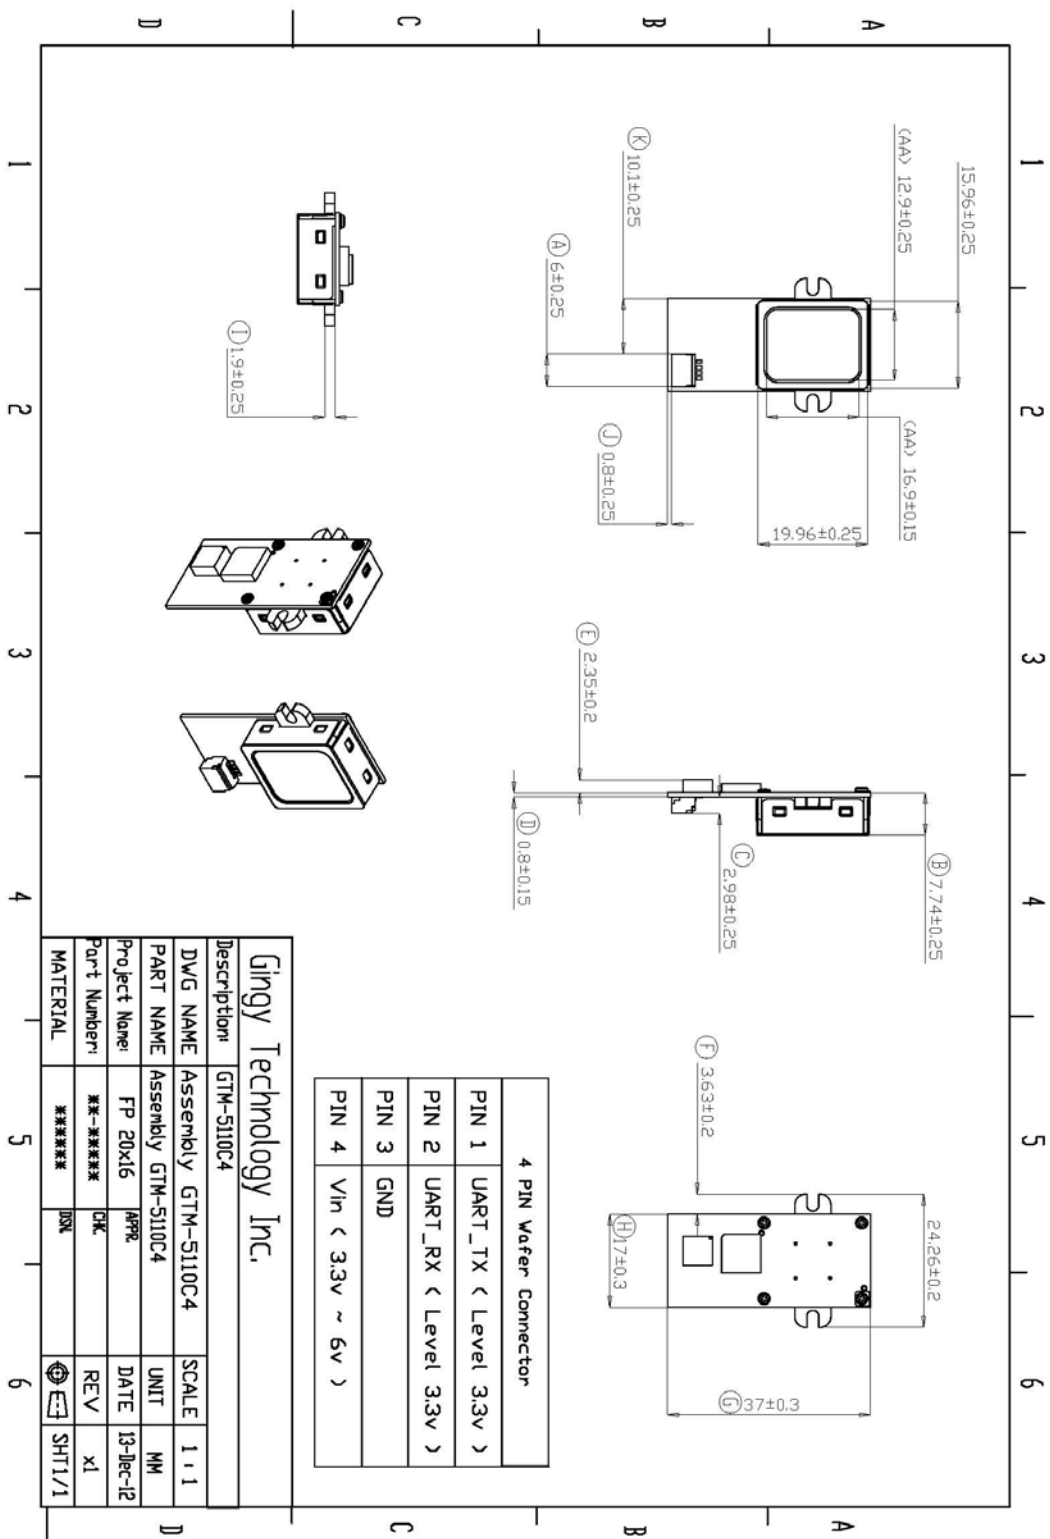 1
2
3
4
5
6
A
B
C
D
15.96±0.25
(AA) 12.9±0.25
(K) 10.1±0.25
(A) 6±0.25
(AA) 16.9±0.15
19.96±0.25
(J) 0.8±0.25
(I) 1.9±0.25
(E) 2.35±0.2
(D) 0.8±0.15
(C) 2.98±0.25
(B) 7.74±0.25
(F) 3.63±0.2
24.26±0.2
(H) 17±0.3
(G) 37±0.3
4 PIN Wafer Connector
PIN 1 UART_TX ( Level 3.3v )
PIN 2 UART_RX ( Level 3.3v )
PIN 3 GND
PIN 4 Vin ( 3.3v ~ 6v )
Gingy Technology Inc.
Description: GTM-5110C4
DWG NAME Assembly GTM-5110C4 SCALE 1 : 1
PART NAME Assembly GTM-5110C4 UNIT MM
Project Name: FP 20x16 APPR. DATE 13-Dec-12
Part Number: **-***** CHK. REV x1
MATERIAL ****** DSN. SHT1/1
1
2
3
4
5
6
A
B
C
D